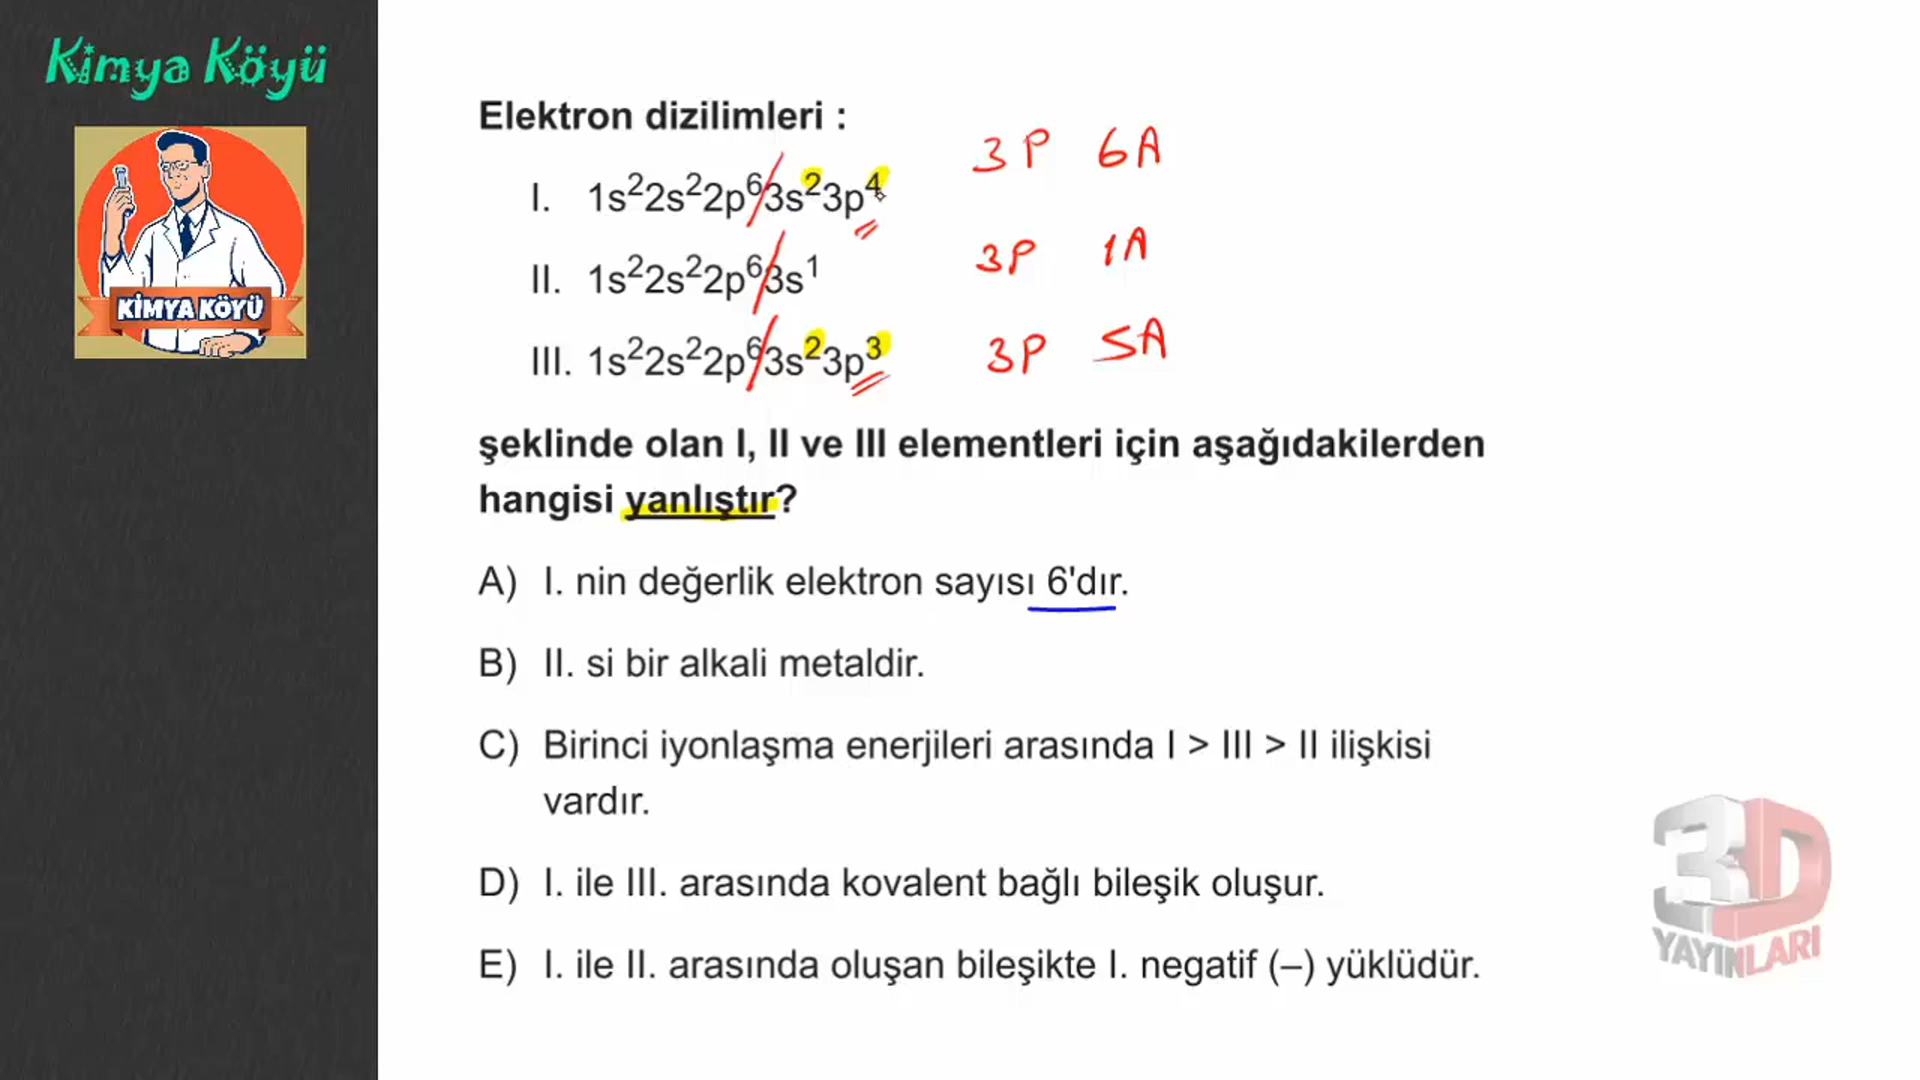 Kimya Köyü
KİMYA KÖYÜ
Elektron dizilimleri :
I. 1s²2s²2p⁶3s²3p⁴ 3P 6A
II. 1s²2s²2p⁶3s¹ 3P 1A
III. 1s²2s²2p⁶3s²3p³ 3P 5A
şeklinde olan I, II ve III elementleri için aşağıdakilerden
hangisi yanlıştır?
A) I. nin değerlik elektron sayısı 6'dır.
B) II. si bir alkali metaldir.
C) Birinci iyonlaşma enerjileri arasında I > III > II ilişkisi
vardır.
D) I. ile III. arasında kovalent bağlı bileşik oluşur.
E) I. ile II. arasında oluşan bileşikte I. negatif (–) yüklüdür.
3D
YAYINLARI